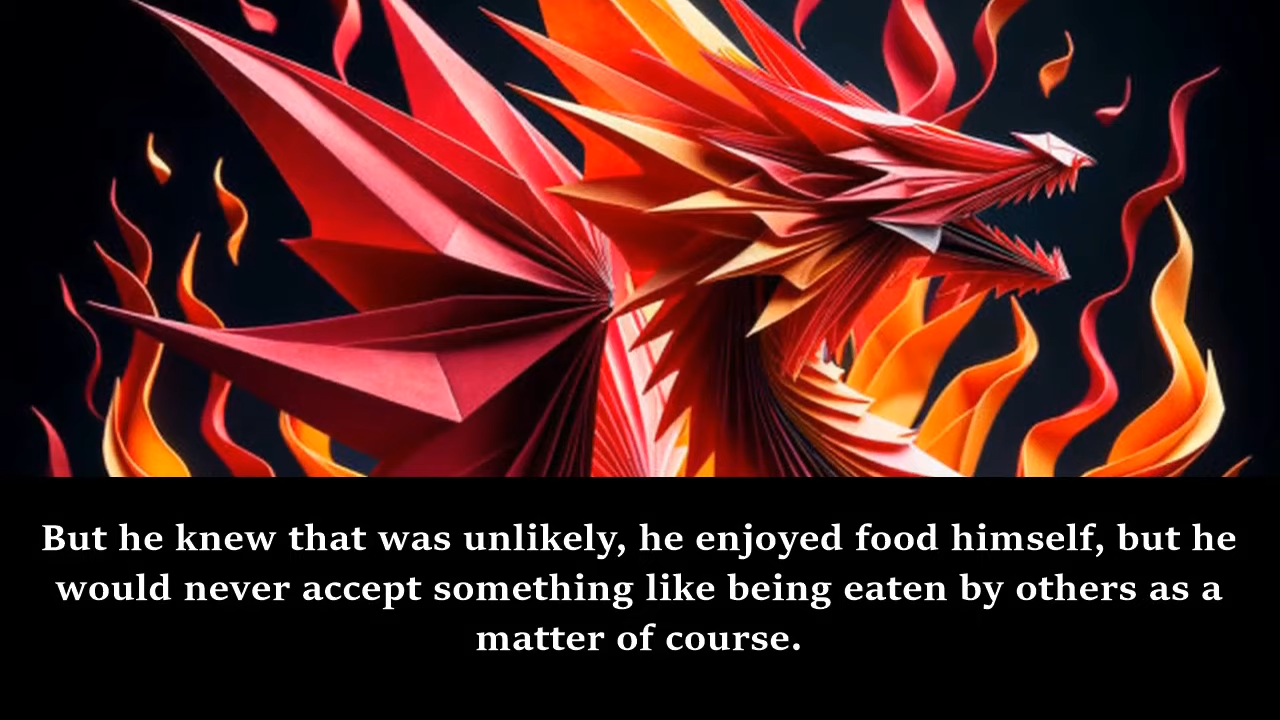 But he knew that was unlikely, he enjoyed food himself, but he
would never accept something like being eaten by others as a
matter of course.